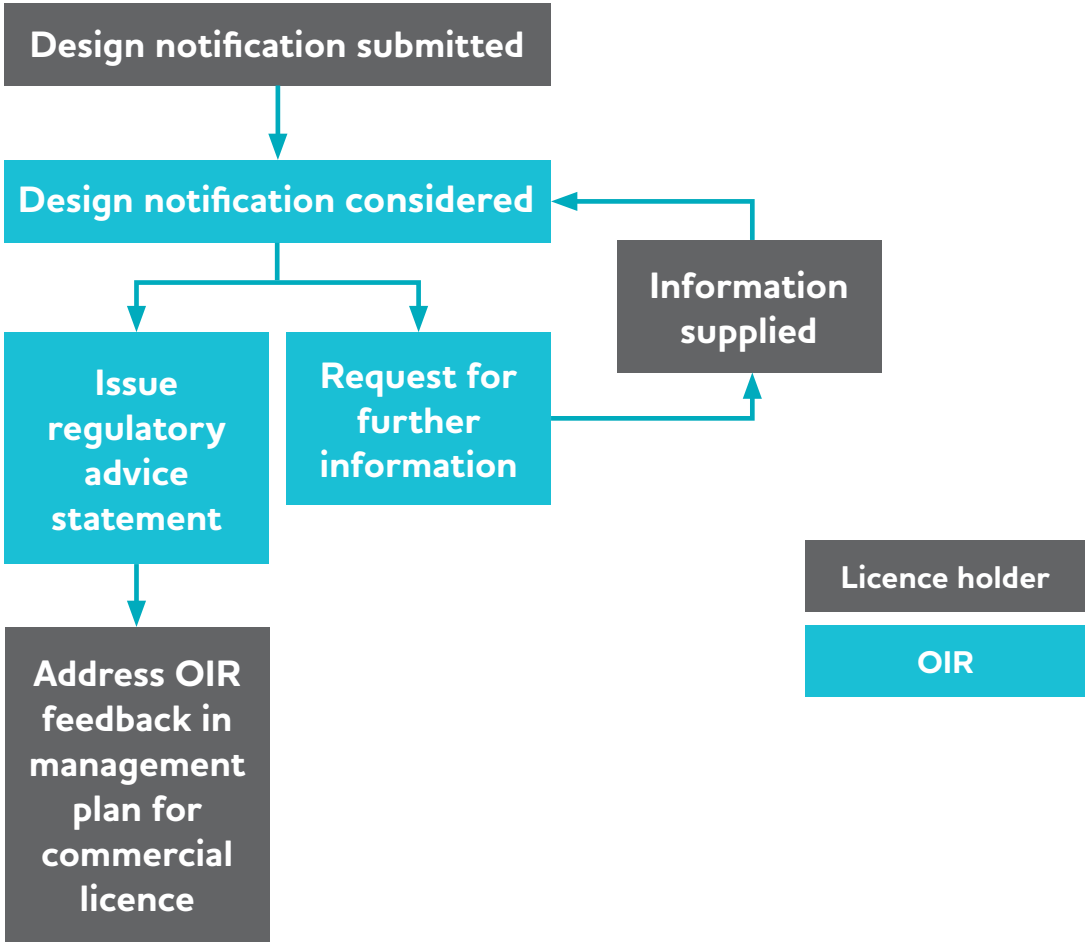 Design notification submitted
Design notification considered
Information
supplied
Issue
regulatory
advice
statement
Request for
further
information
Licence holder
OIR
Address OIR
feedback in
management
plan for
commercial
licence